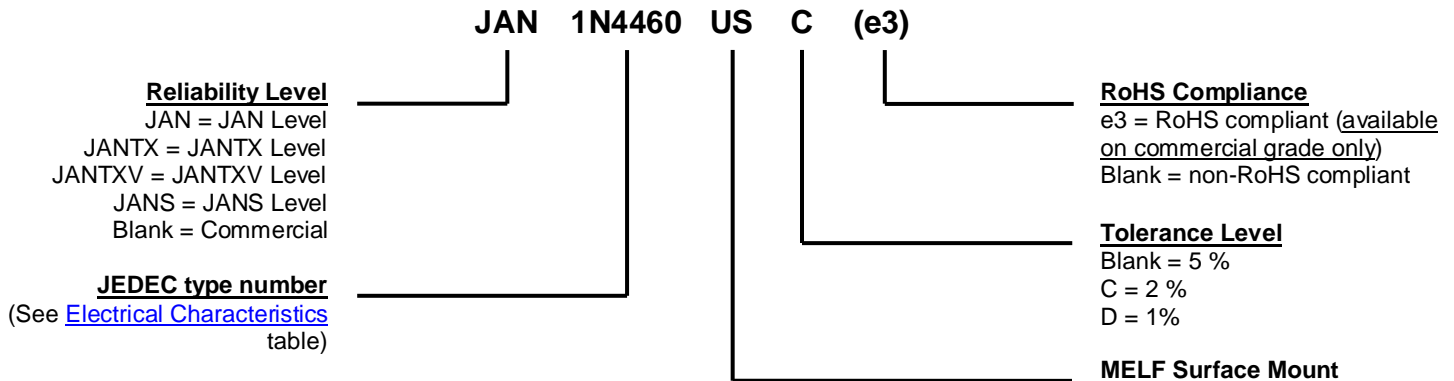 JAN 1N4460 US C (e3)
Reliability Level
JAN = JAN Level
JANTX = JANTX Level
JANTXV = JANTXV Level
JANS = JANS Level
Blank = Commercial
JEDEC type number
(See Electrical Characteristics
table)
RoHS Compliance
e3 = RoHS compliant (available
on commercial grade only)
Blank = non-RoHS compliant
Tolerance Level
Blank = 5 %
C = 2 %
D = 1%
MELF Surface Mount